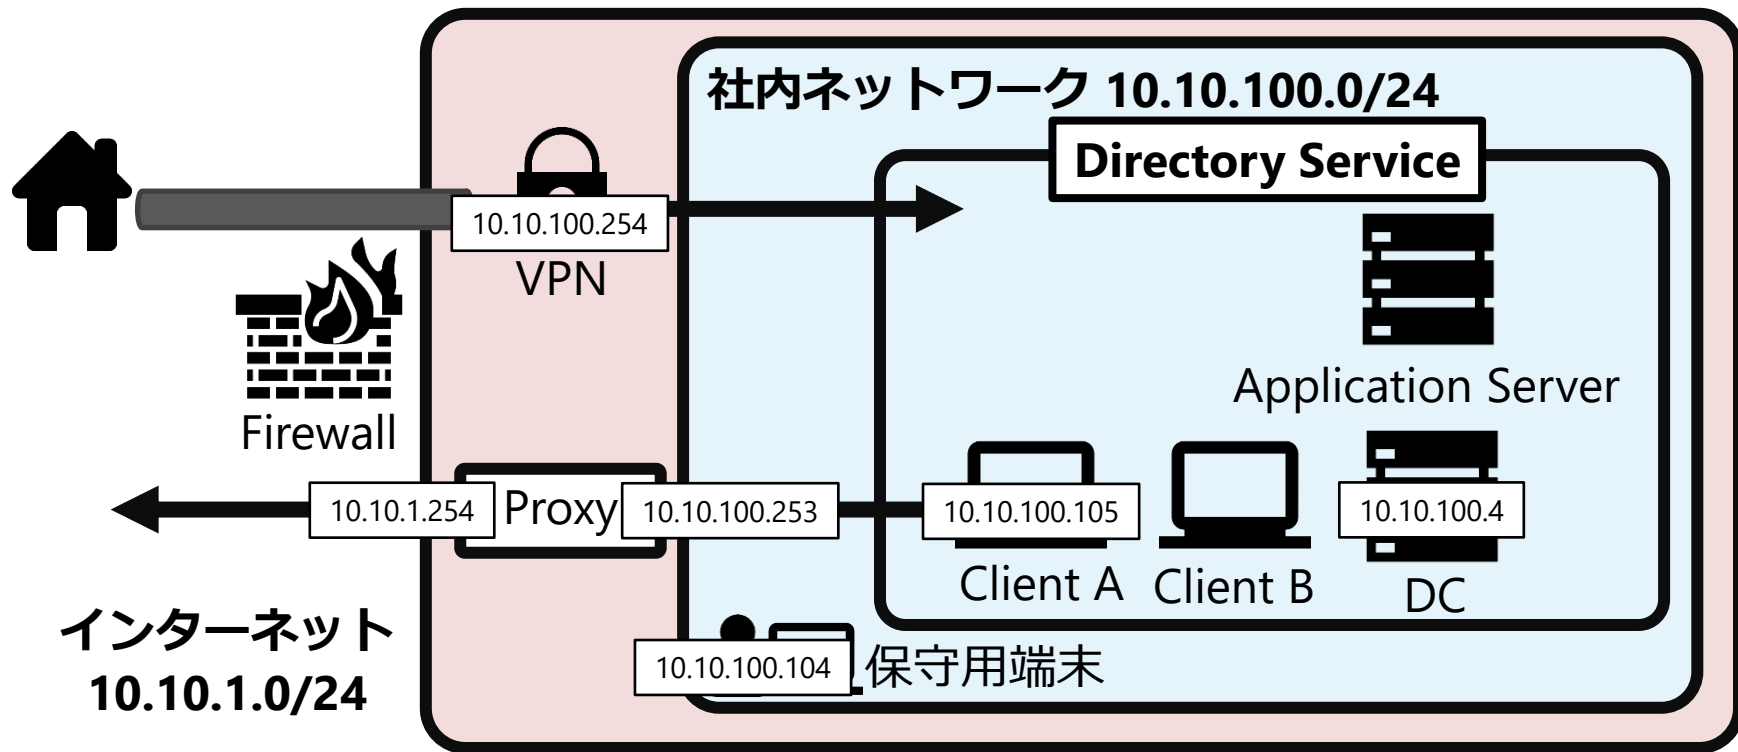 社内ネットワーク 10.10.100.0/24
Directory Service
10.10.100.254
VPN
Application Server
Firewall
10.10.1.254
Proxy
10.10.100.253
10.10.100.105
10.10.100.4
Client A
Client B
DC
インターネット
10.10.1.0/24
10.10.100.104
保守用端末